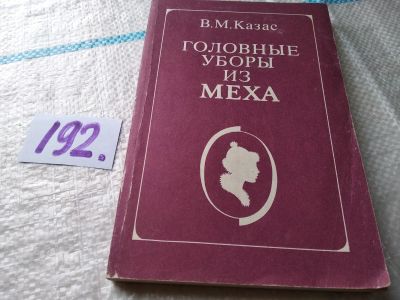 В.М.Казас
ГОЛОВНЫЕ
УБОРЫ
ИЗ
МЕХА
192.